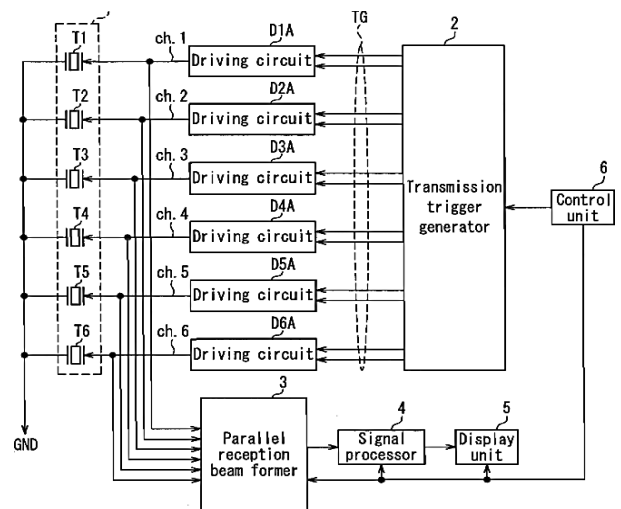 T1
ch. 1
D1A
Driving circuit
TG
2
T2
ch. 2
D2A
Driving circuit
T3
ch. 3
D3A
Driving circuit
Transmission
trigger
generator
6
Control
unit
T4
ch. 4
D4A
Driving circuit
T5
ch. 5
D5A
Driving circuit
T6
ch. 6
D6A
Driving circuit
GND
3
Parallel
reception
beam former
4
Signal
processor
5
Display
unit